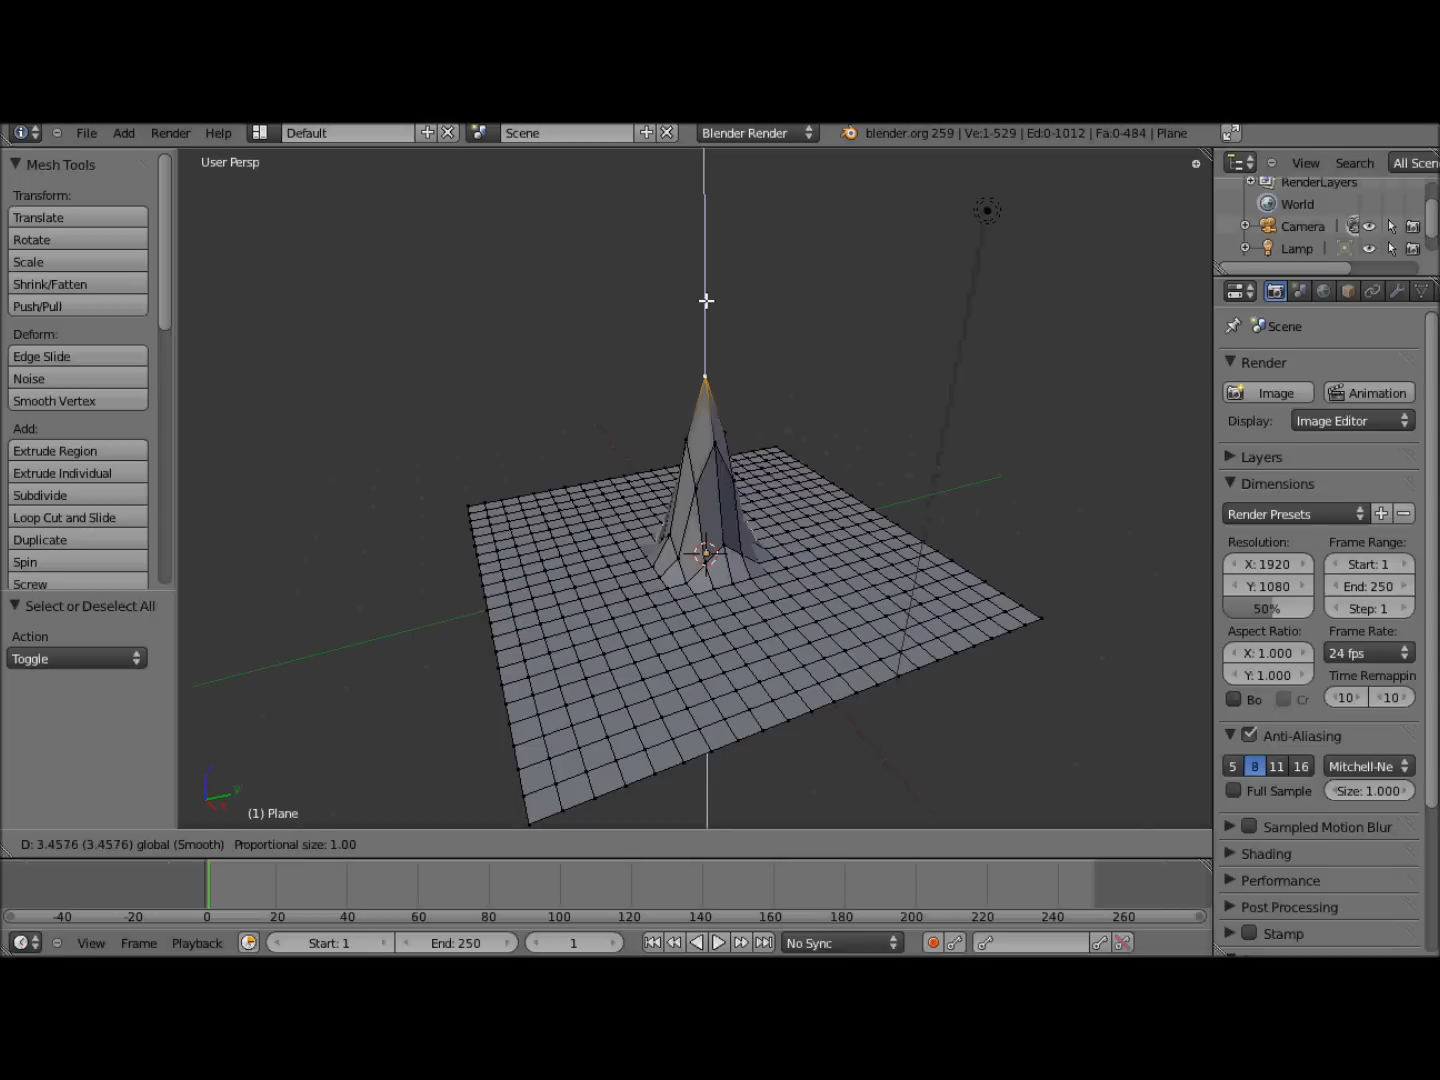 File Add Render Help Default Scene Blender Render blender.org 259 | Ve:1-529 | Ed:0-1012 | Fa:0-484 | Plane
Mesh Tools
Transform:
Translate
Rotate
Scale
Shrink/Fatten
Push/Pull
Deform:
Edge Slide
Noise
Smooth Vertex
Add:
Extrude Region
Extrude Individual
Subdivide
Loop Cut and Slide
Duplicate
Spin
Screw
Select or Deselect All
Action
Toggle
User Persp
(1) Plane
D: 3.4576 (3.4576) global (Smooth) Proportional size: 1.00
View Search All Scen
RenderLayers
World
Camera
Lamp
Scene
Render
Image Animation
Display: Image Editor
Layers
Dimensions
Render Presets
Resolution: Frame Range:
X: 1920 Start: 1
Y: 1080 End: 250
50% Step: 1
Aspect Ratio: Frame Rate:
X: 1.000 24 fps
Y: 1.000 Time Remappin
Bo Cr 10 10
Anti-Aliasing
5 8 11 16 Mitchell-Ne
Full Sample Size: 1.000
Sampled Motion Blur
Shading
Performance
Post Processing
Stamp
-40 -20 0 20 40 60 80 100 120 140 160 180 200 220 240 260
View Frame Playback Start: 1 End: 250 1 No Sync